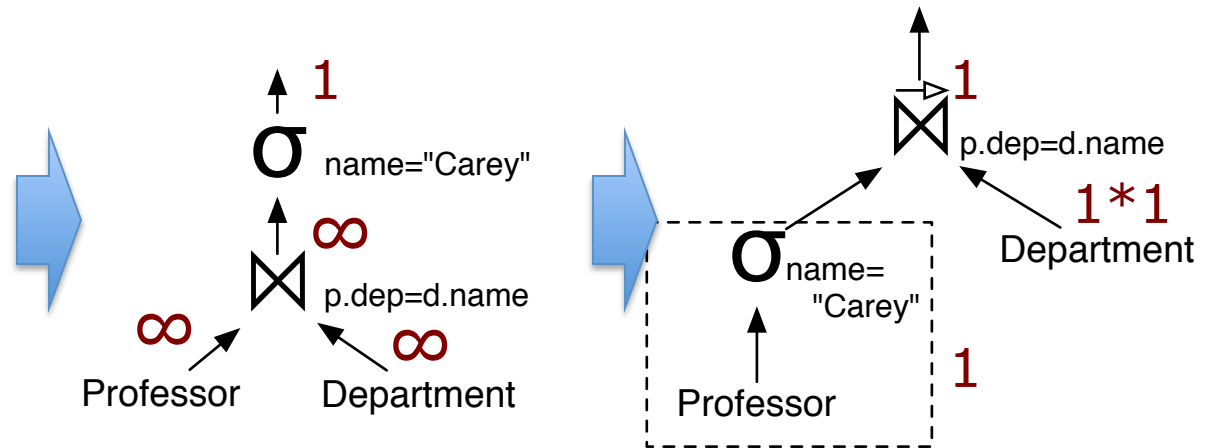 1
σ name="Carey"
∞
⋈ p.dep=d.name
∞ ∞
Professor Department
1
⋈ p.dep=d.name
1*1
Department
σ name=
"Carey"
1
Professor